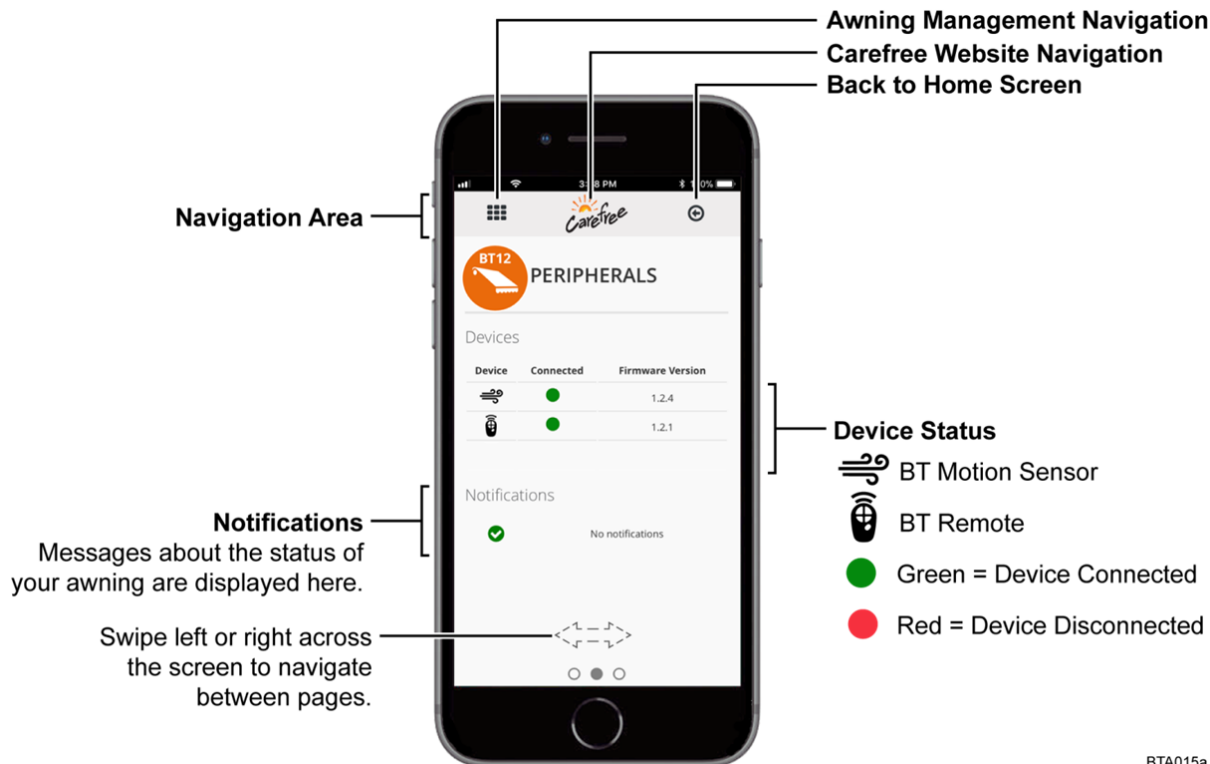 Awning Management Navigation
Carefree Website Navigation
Back to Home Screen
Navigation Area
Carefree
BT12
PERIPHERALS
Devices
Device Connected Firmware Version
1.2.4
1.2.1
Device Status
BT Motion Sensor
BT Remote
Green = Device Connected
Red = Device Disconnected
Notifications
No notifications
Notifications
Messages about the status of
your awning are displayed here.
Swipe left or right across
the screen to navigate
between pages.
BTA015a